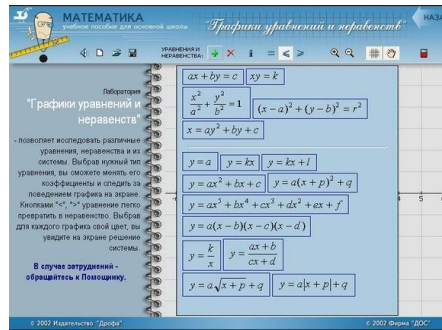 МАТЕМАТИКА
учебное пособие для основной школы
"Графики уравнений и неравенств"
НАЗА
УРАВНЕНИЯ И НЕРАВЕНСТВА:
i = < >
Лаборатория
"Графики уравнений и
неравенств"
- позволяет исследовать различные
уравнения, неравенства и их
системы. Выбрав нужный тип
уравнения, вы сможете менять его
коэффициенты и следить за
поведением графика на экране.
Кнопками "<", ">" уравнение легко
превратить в неравенство. Выбрав
для каждого графика свой цвет, вы
увидите на экране решение
системы.
В случае затруднений -
обращайтесь к Помощнику.
ax + by = c xy = k
x²/a² + y²/b² = 1 (x − a)² + (y − b)² = r²
x = ay² + by + c
y = a y = kx y = kx + l
y = ax² + bx + c y = a(x + p)² + q
y = ax⁵ + bx⁴ + cx³ + dx² + ex + f
y = a(x − b)(x − c)(x − d)
y = k/x y = (ax + b)/(cx + d)
y = a√(x + p) + q y = a|x + p| + q
4 5
© 2002 Издательство "Дрофа" © 2002 Фирма "ДОС"